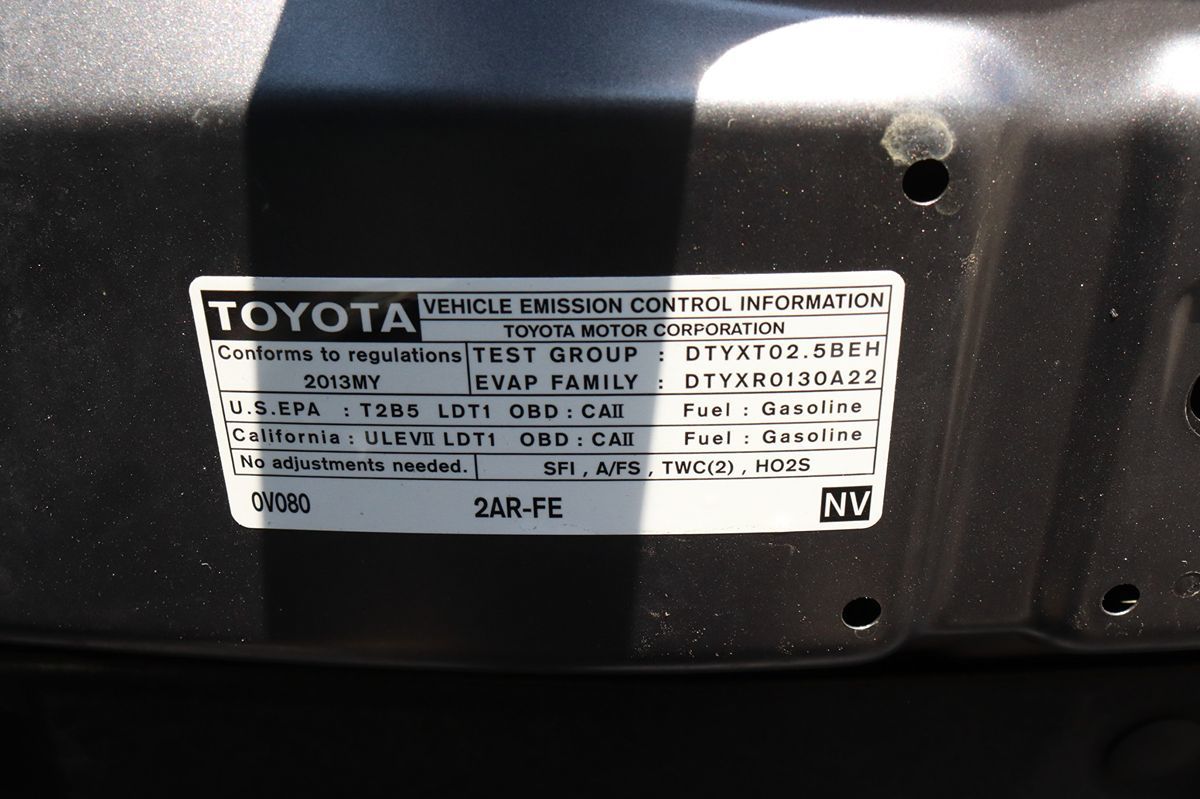 TOYOTA VEHICLE EMISSION CONTROL INFORMATION
TOYOTA MOTOR CORPORATION
Conforms to regulations TEST GROUP : DTYXT02.5BEH
2013MY EVAP FAMILY : DTYXR0130A22
U.S.EPA : T2B5 LDT1 OBD : CAII Fuel : Gasoline
California : ULEVII LDT1 OBD : CAII Fuel : Gasoline
No adjustments needed. SFI , A/FS , TWC(2) , HO2S
0V080 2AR-FE NV